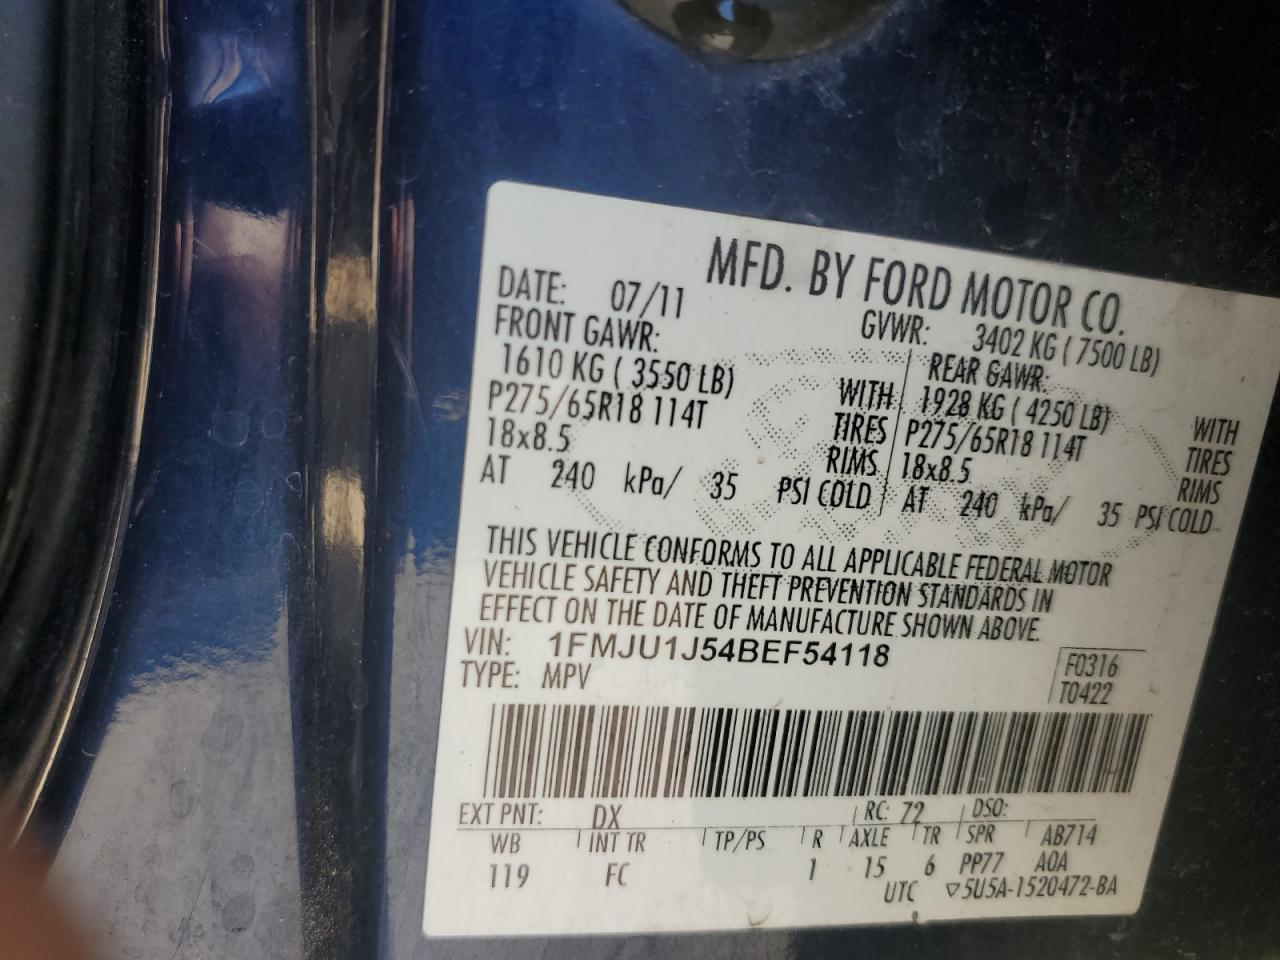 MFD. BY FORD MOTOR CO.
DATE: 07/11 GVWR: 3402 KG ( 7500 LB)
FRONT GAWR: REAR GAWR:
1610 KG ( 3550 LB) WITH 1928 KG ( 4250 LB) WITH
P275/65R18 114T TIRES P275/65R18 114T TIRES
18x8.5 RIMS 18x8.5 RIMS
AT 240 kPa/ 35 PSI COLD AT 240 kPa/ 35 PSI COLD
THIS VEHICLE CONFORMS TO ALL APPLICABLE FEDERAL MOTOR
VEHICLE SAFETY AND THEFT PREVENTION STANDARDS IN
EFFECT ON THE DATE OF MANUFACTURE SHOWN ABOVE.
VIN: 1FMJU1J54BEF54118 F0316
TYPE: MPV T0422
EXT PNT: DX RC: 72 DSO:
WB INT TR TP/PS R AXLE TR SPR AB714
119 FC 1 15 6 PP77 A0A
UTC ▽5U5A-1520472-BA